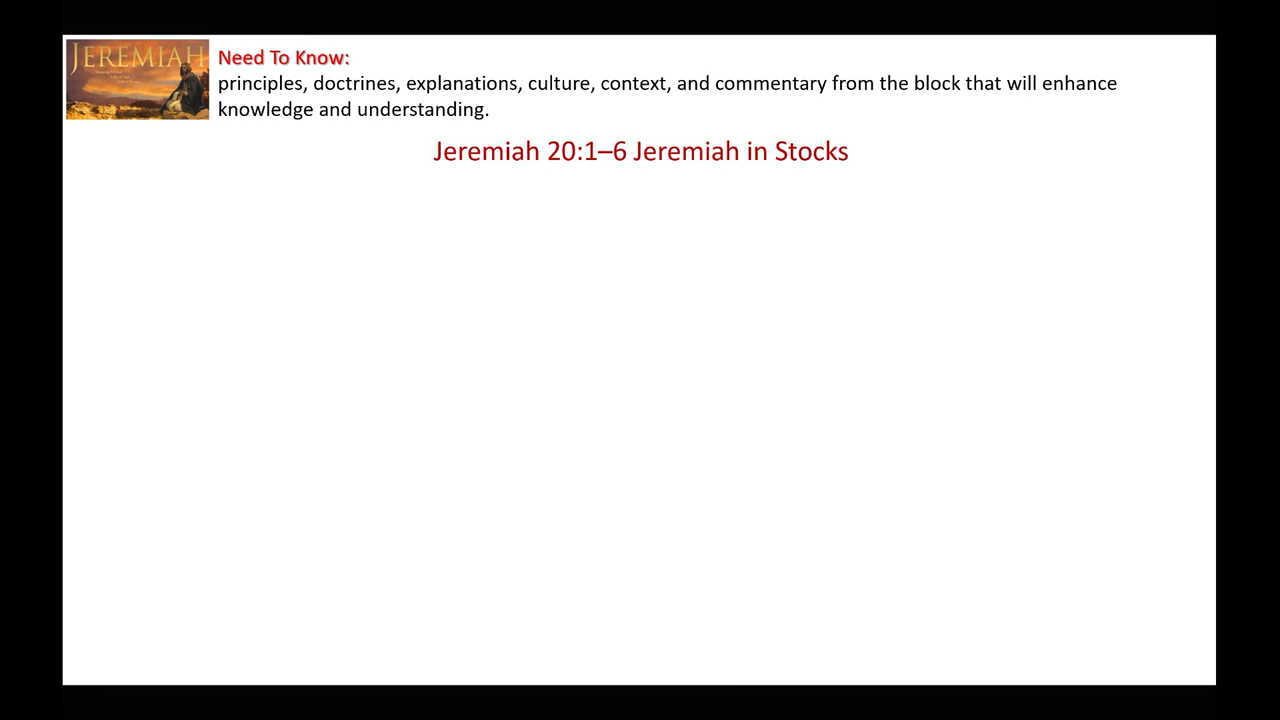 JEREMIAH
Need To Know:
principles, doctrines, explanations, culture, context, and commentary from the block that will enhance
knowledge and understanding.
Jeremiah 20:1–6 Jeremiah in Stocks